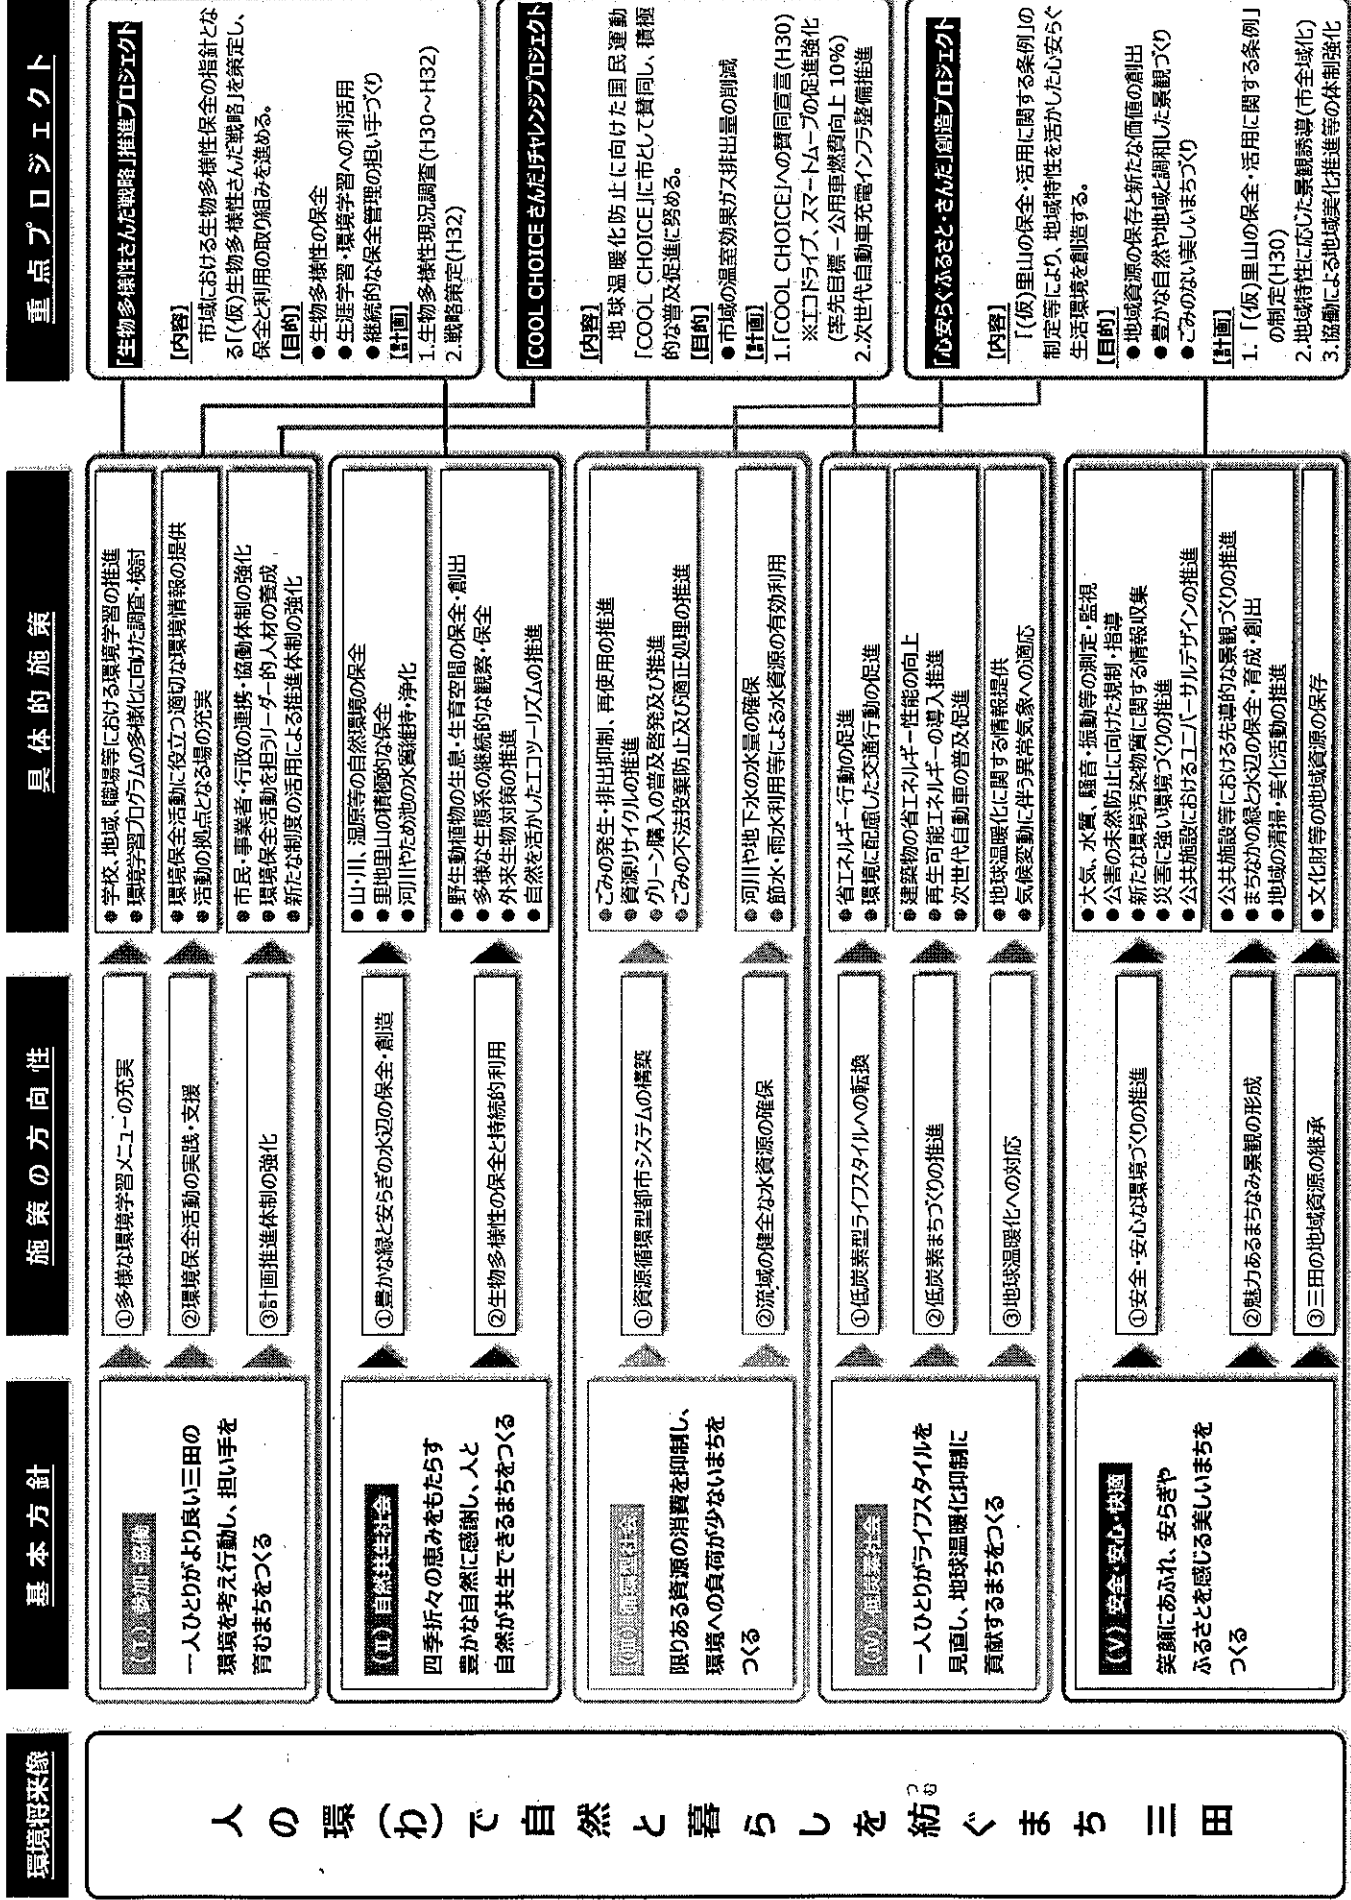 環境将来像
人の環(わ)で自然と暮らしを紡ぐまち 三田
つむ
基本方針
(Ⅰ) 参加・協働
一人ひとりがより良い三田の
環境を考え行動し、担い手を
育むまちをつくる
(Ⅱ) 自然共生社会
四季折々の恵みをもたらす
豊かな自然に感謝し、人と
自然が共生できるまちをつくる
(Ⅲ) 循環型社会
限りある資源の消費を抑制し、
環境への負荷が少ないまちを
つくる
(Ⅳ) 低炭素社会
一人ひとりがライフスタイルを
見直し、地球温暖化抑制に
貢献するまちをつくる
(Ⅴ) 安全・安心・快適
笑顔にあふれ、安らぎや
ふるさとを感じる美しいまちを
つくる
施策の方向性
①多様な環境学習メニューの充実
②環境保全活動の実践・支援
③計画推進体制の強化
①豊かな緑と安らぎの水辺の保全・創造
②生物多様性の保全と持続的利用
①資源循環型都市システムの構築
②流域の健全な水資源の確保
①低炭素型ライフスタイルへの転換
②低炭素まちづくりの推進
③地球温暖化への対応
①安全・安心な環境づくりの推進
②魅力あるまちなみ景観の形成
③三田の地域資源の継承
具体的施策
●学校、地域、職場等における環境学習の推進
●環境学習プログラムの多様化に向けた調査・検討
●環境保全活動に役立つ適切な環境情報の提供
●活動の拠点となる場の充実
●市民・事業者・行政の連携・協働体制の強化
●環境保全活動を担うリーダー的人材の養成
●新たな制度の活用による推進体制の強化
●山・川、湿原等の自然環境の保全
●里地里山の積極的な保全
●河川やため池の水質維持・浄化
●野生動植物の生息・生育空間の保全・創出
●多様な生態系の継続的な観察・保全
●外来生物対策の推進
●自然を活かしたエコツーリズムの推進
●ごみの発生・排出抑制、再使用の推進
●資源リサイクルの推進
●グリーン購入の普及啓発及び推進
●ごみの不法投棄防止及び適正処理の推進
●河川や地下水の水量の確保
●節水・雨水利用等による水資源の有効利用
●省エネルギー行動の促進
●環境に配慮した交通行動の促進
●建築物の省エネルギー性能の向上
●再生可能エネルギーの導入推進
●次世代自動車の普及促進
●地球温暖化に関する情報提供
●気候変動に伴う異常気象への適応
●大気、水質、騒音・振動等の測定・監視
●公害の未然防止に向けた規制・指導
●新たな環境汚染物質に関する情報収集
●災害に強い環境づくりの推進
●公共施設におけるユニバーサルデザインの推進
●公共施設等における先導的な景観づくりの推進
●まちなかの緑と水辺の保全・育成・創出
●地域の清掃・美化活動の推進
●文化財等の地域資源の保存
重点プロジェクト
「生物多様性さんだ戦略」推進プロジェクト
【内容】
市域における生物多様性保全の指針とな
る「(仮)生物多様性さんだ戦略」を策定し、
保全と利用の取り組みを進める。
【目的】
●生物多様性の保全
●生涯学習・環境学習への利活用
●継続的な保全管理の担い手づくり
【計画】
1.生物多様性現況調査(H30～H32)
2.戦略策定(H32)
「COOL CHOICE さんだ」チャレンジプロジェクト
【内容】
地球温暖化防止に向けた国民運動
「COOL CHOICE」に市として賛同し、積極
的な普及促進に努める。
【目的】
●市域の温室効果ガス排出量の削減
【計画】
1.「COOL CHOICE」への賛同宣言(H30)
※エコドライブ、スマートムーブの促進強化
(率先目標－公用車燃費向上 10%)
2.次世代自動車充電インフラ整備推進
「心安らぐふるさと・さんだ」創造プロジェクト
【内容】
「(仮)里山の保全・活用に関する条例」の
制定等により、地域特性を活かした心安らぐ
生活環境を創造する。
【目的】
●地域資源の保存と新たな価値の創出
●豊かな自然や地域と調和した景観づくり
●ごみのない美しいまちづくり
【計画】
1.「(仮)里山の保全・活用に関する条例」
の制定(H30)
2.地域特性に応じた景観誘導(市全域化)
3.協働による地域美化推進等の体制強化